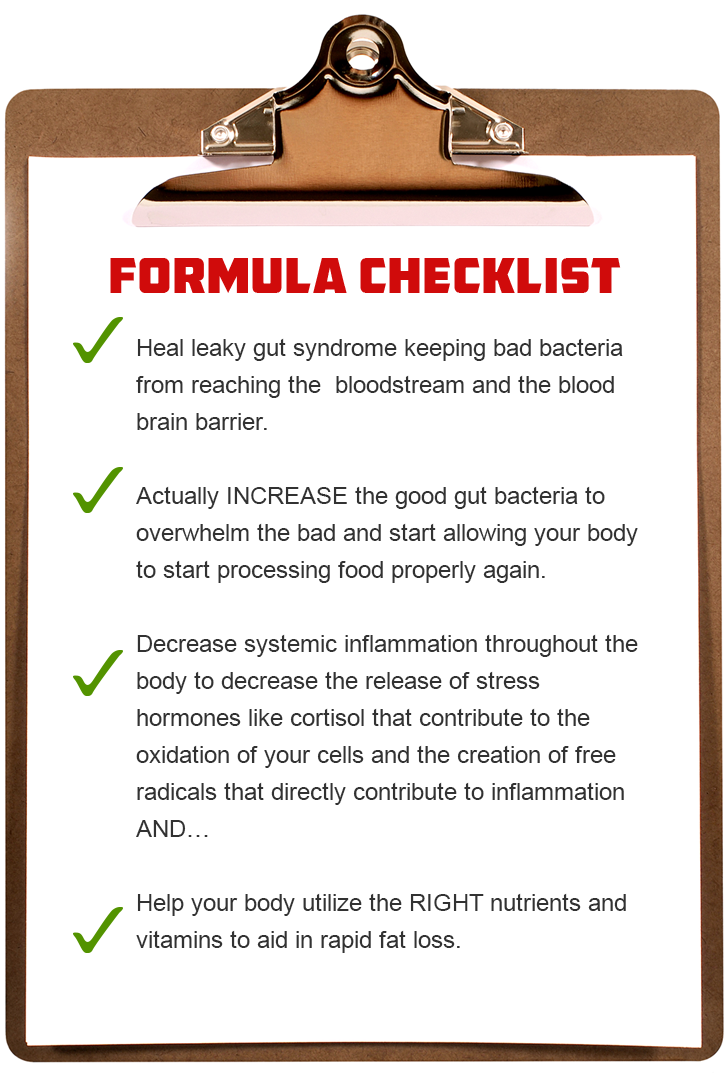 FORMULA CHECKLIST
Heal leaky gut syndrome keeping bad bacteria
from reaching the  bloodstream and the blood
brain barrier.
Actually INCREASE the good gut bacteria to
overwhelm the bad and start allowing your body
to start processing food properly again.
Decrease systemic inflammation throughout the
body to decrease the release of stress
hormones like cortisol that contribute to the
oxidation of your cells and the creation of free
radicals that directly contribute to inflammation
AND…
Help your body utilize the RIGHT nutrients and
vitamins to aid in rapid fat loss.